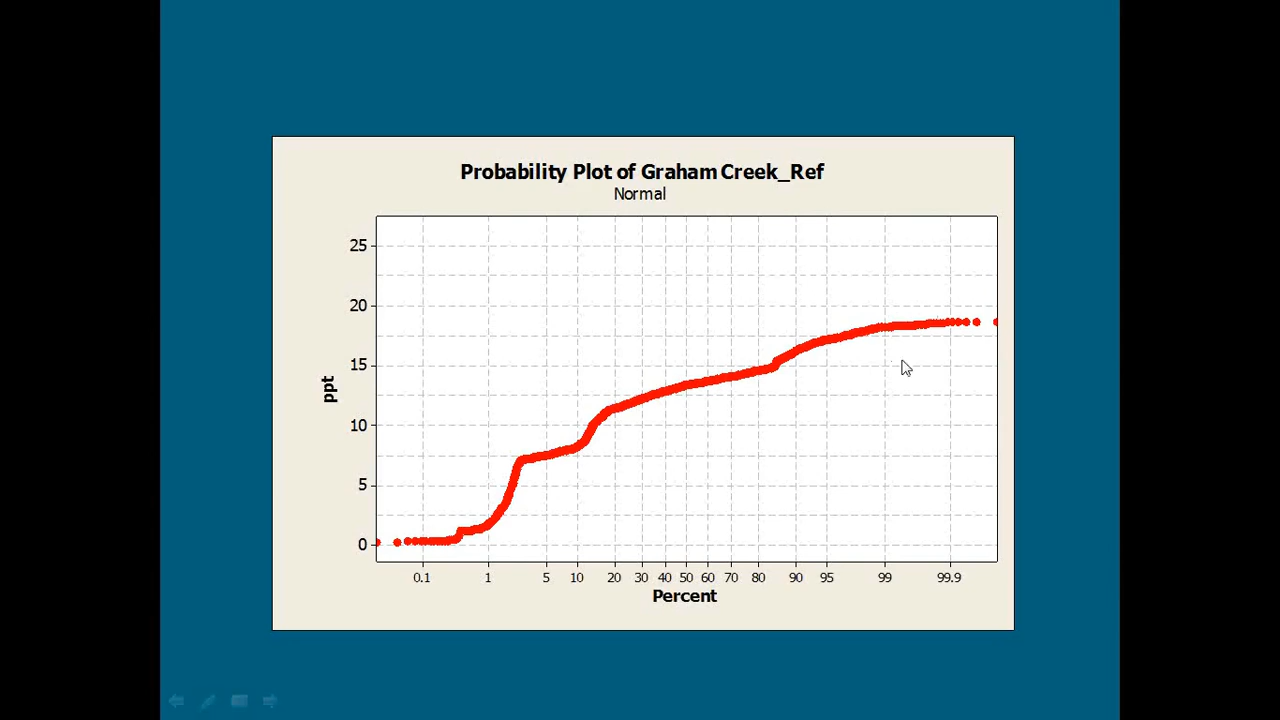 Probability Plot of Graham Creek_Ref
Normal
25
20
15
10
5
0
ppt
0.1 1 5 10 20 30 40 50 60 70 80 90 95 99 99.9
Percent